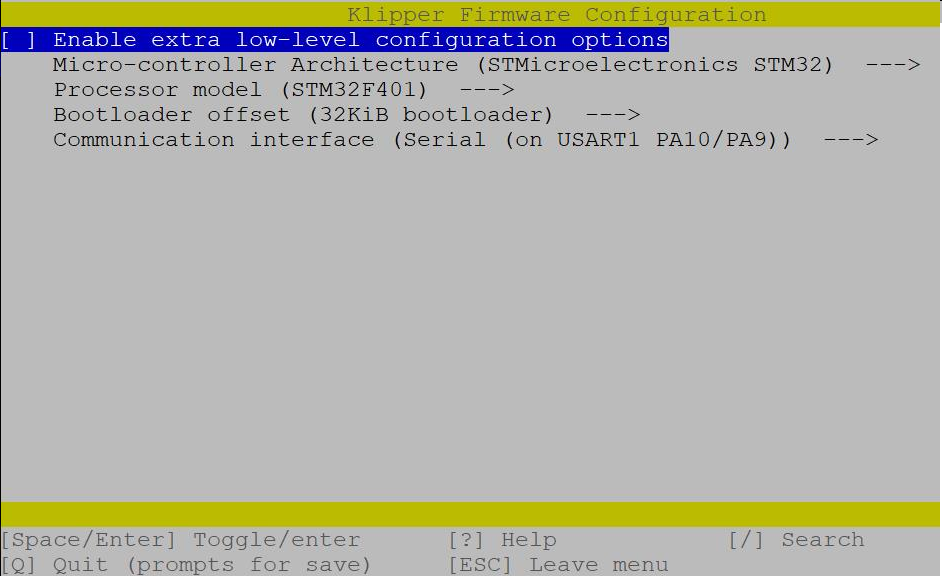 Klipper Firmware Configuration
[ ] Enable extra low-level configuration options
Micro-controller Architecture (STMicroelectronics STM32)  --->
Processor model (STM32F401)  --->
Bootloader offset (32KiB bootloader)  --->
Communication interface (Serial (on USART1 PA10/PA9))  --->
[Space/Enter] Toggle/enter [?] Help [/] Search
[Q] Quit (prompts for save) [ESC] Leave menu